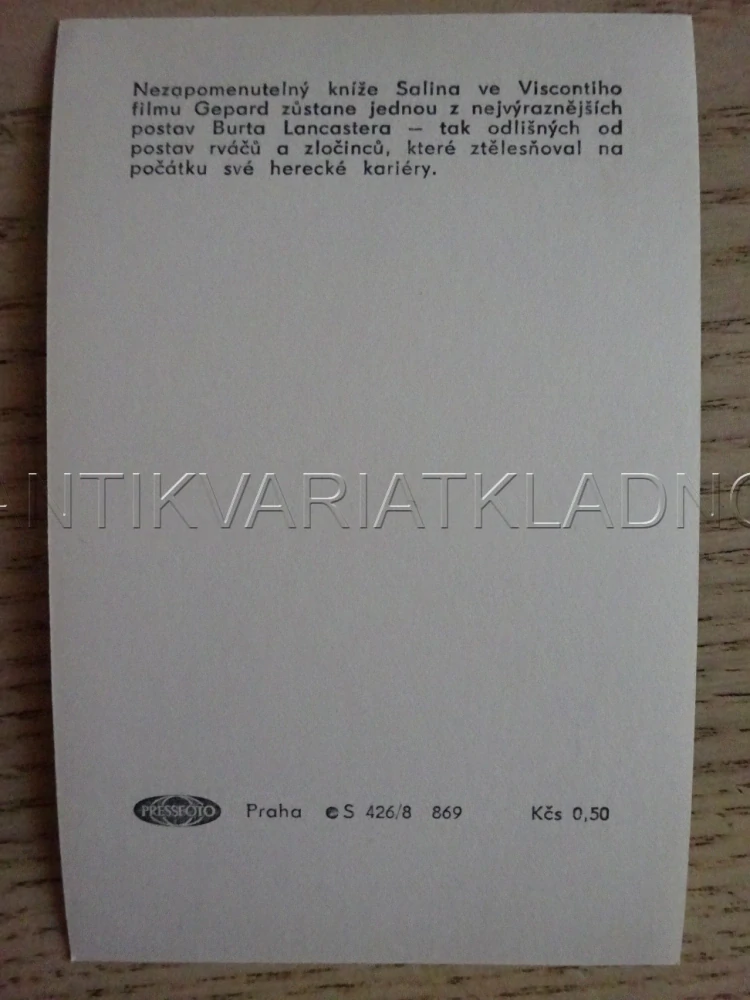 Nezapomenutelný kníže Salina ve Viscontiho
filmu Gepard zůstane jednou z nejvýraznějších
postav Burta Lancastera – tak odlišných od
postav rváčů a zločinců, které ztělesňoval na
počátku své herecké kariéry.
NTIKVARIATKLADNO
PRESSFOTO Praha © S 426/8 869 Kčs 0,50